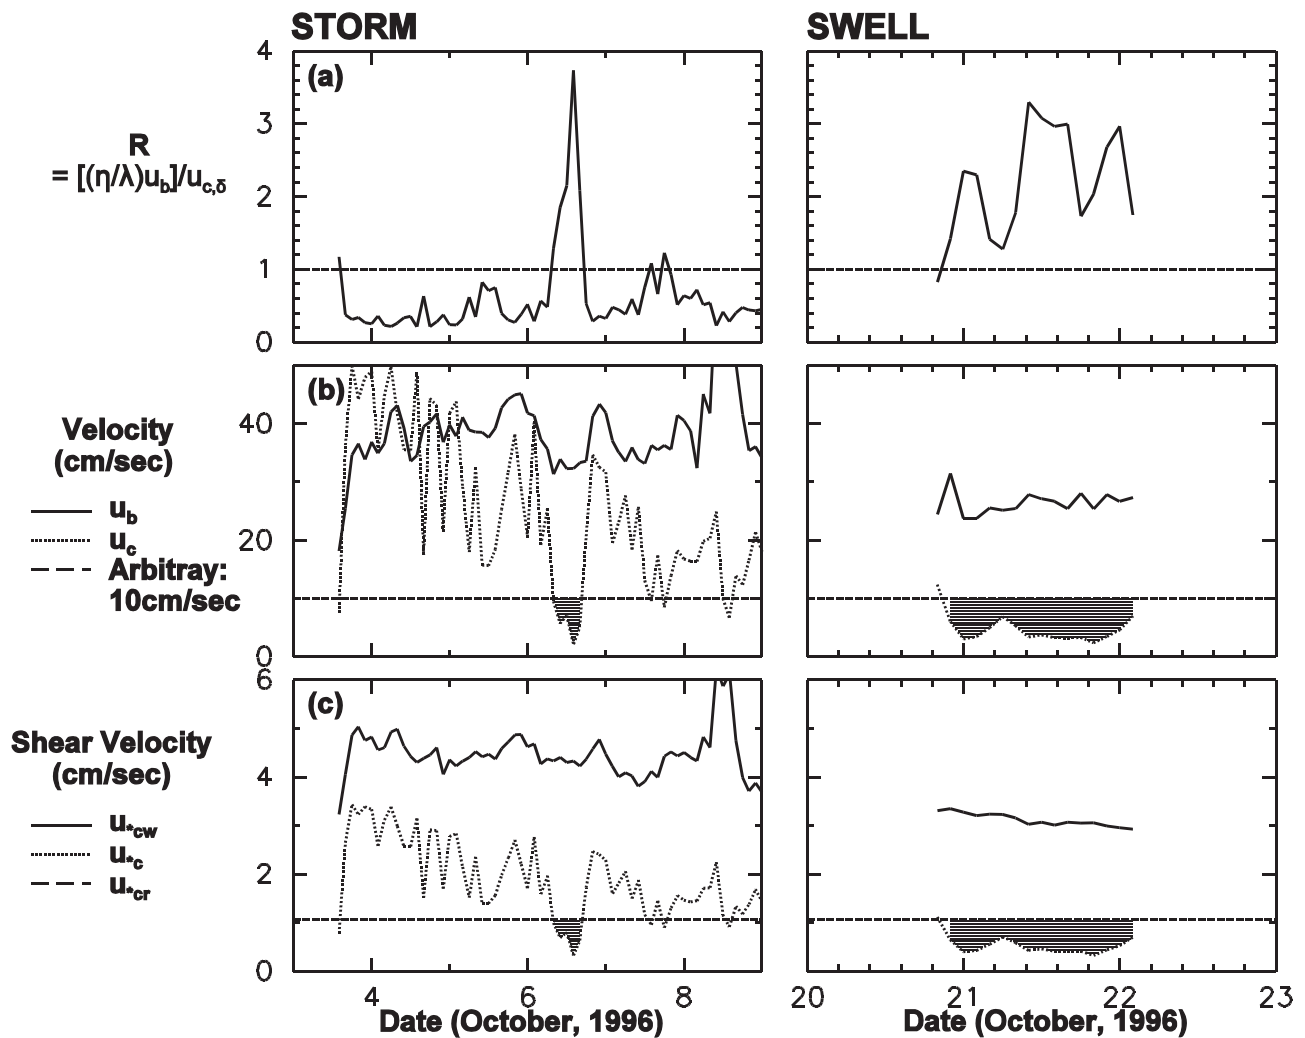 STORM
SWELL
(a)
4
3
2
1
0
R
= [(η/λ)u_b]/u_c,δ
(b)
40
20
0
Velocity
(cm/sec)
u_b
u_c
Arbitray:
10cm/sec
(c)
6
4
2
0
Shear Velocity
(cm/sec)
u_*cw
u_*c
u_*cr
4 6 8
20 21 22 23
Date (October, 1996)
Date (October, 1996)